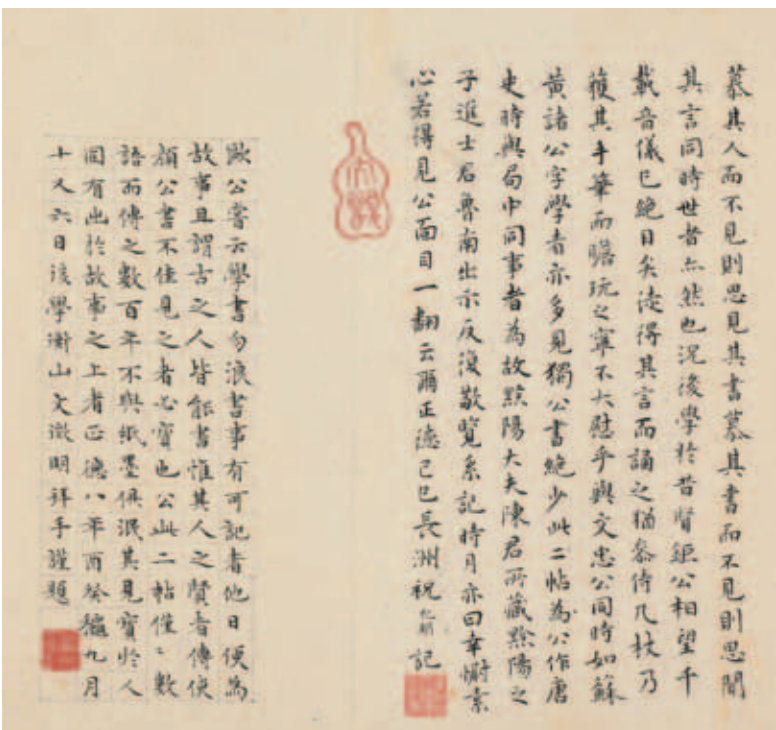 慕其人而不見則思見其書慕其書而不見則思聞
其言同時世者亦然也況後學於昔賢鉅公相望千
載音儀已絕目矣徒得其言而誦之猶忝侍几杖乃
獲其手筆而瞻玩之寧不大慰乎與文忠公同時如蘇
黃諸公字學者亦多見獨公書絕少此二帖為公作唐
史時與局中同事者為故黟陽大夫陳君所藏黟陽之
子進士君魯南出示反復敬覽系記時月亦曰幸慰素
心若得見公面目一翻云爾正德己巳長洲祝允明記
歐公嘗云學書勿浪書事有可記者他日便為
故事且謂古之人皆能書惟其人之賢者傳使
顏公書不佳見之者必寶也公此二帖僅僅數
語而傳之數百年不與紙墨俱泯其見寶於人
固有出於故事之上者正德八年酉癸穐九月
十又六日後學衡山文徵明拜手謹題